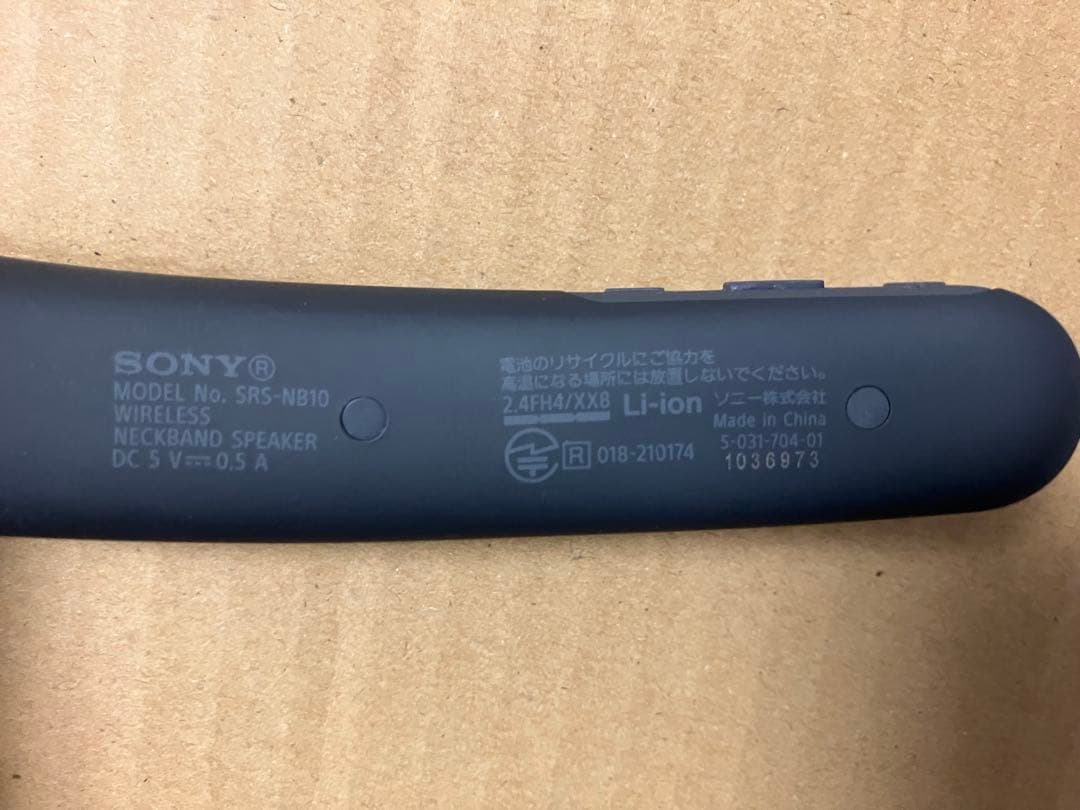 SONY®
MODEL No. SRS-NB10
WIRELESS
NECKBAND SPEAKER
DC 5 V⎓0.5 A
電池のリサイクルにご協力を
高温になる場所には放置しないでください。
2.4FH4/XX8 Li-ion ソニー株式会社
Made in China
R 018-210174 5-031-704-01
1036973